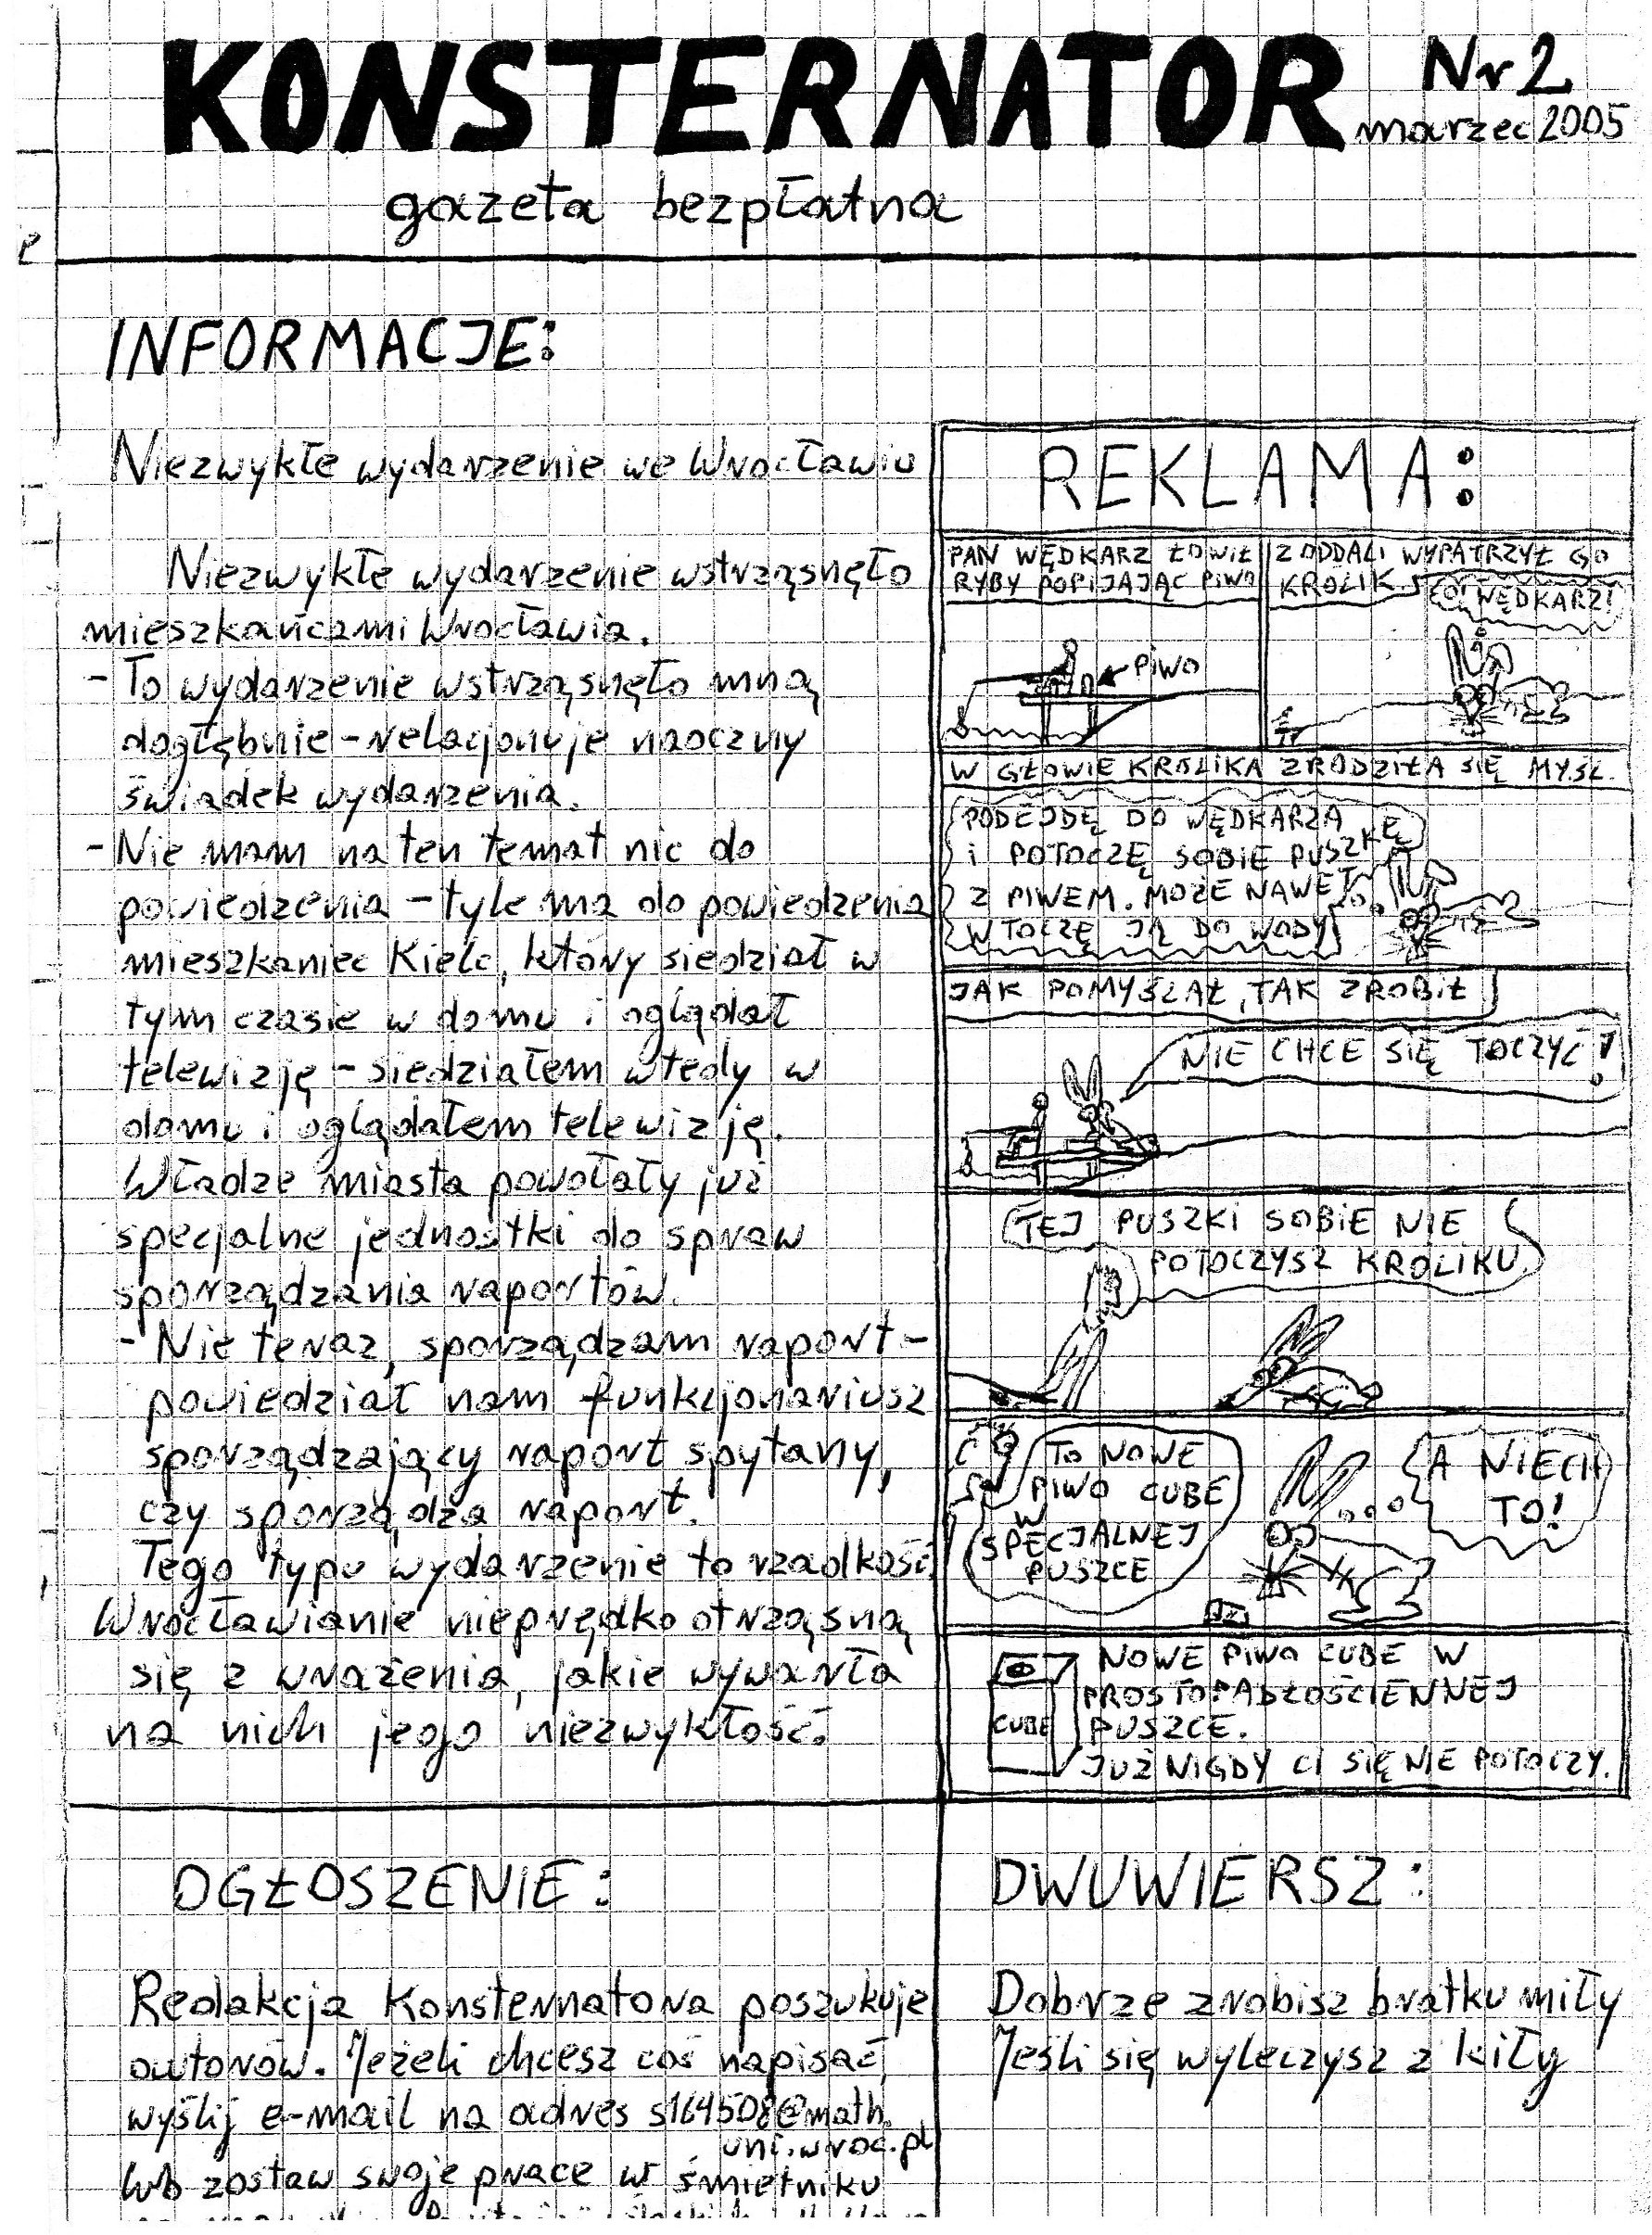 KONSTERNATOR
Nr 2
marzec 2005
gazeta bezpłatna
INFORMACJE:
Niezwykłe wydarzenie we Wrocławiu
Niezwykłe wydarzenie wstrząsnęło
mieszkańcami Wrocławia.
- To wydarzenie wstrząsnęło mną
dogłębnie - relacjonuje naoczny
świadek wydarzenia.
- Nie mam na ten temat nic do
powiedzenia - tyle ma do powiedzenia
mieszkaniec Kielc, który siedział w
tym czasie w domu i oglądał
telewizję - siedziałem wtedy w
domu i oglądałem telewizję.
Władze miasta powołały już
specjalne jednostki do spraw
sporządzania raportów.
- Nie teraz, sporządzam raport -
powiedział nam funkcjonariusz
sporządzający raport spytany,
czy sporządza raport.
Tego typu wydarzenie to rzadkość.
Wrocławianie nieprędko otrząsną
się z wrażenia, jakie wywarła
na nich jego niezwykłość.
REKLAMA:
PAN WĘDKARZ ŁOWIŁ
RYBY POPIJAJĄC PIWO
PIWO
Z ODDALI WYPATRZYŁ GO
KROLIK.
O! WĘDKARZ!
W GŁOWIE KROLIKA ZRODZIŁA SIĘ MYŚL.
PODEJDĘ DO WĘDKARZA
i POTOCZĘ SOBIE PUSZKĘ
Z PIWEM. MOŻE NAWET
WTOCZĘ JĄ DO WODY
JAK POMYŚLAŁ, TAK ZROBIŁ
NIE CHCE SIĘ TOCZYĆ!
TEJ PUSZKI SOBIE NIE
POTOCZYSZ KROLIKU.
TO NOWE
PIWO CUBE
W
SPECJALNEJ
PUSZCE
A NIECH
TO!
CUBE
NOWE PIWO CUBE W
PROSTOPADŁOŚCIENNEJ
PUSZCE.
JUŻ NIGDY CI SIĘ NIE POTOCZY.
OGŁOSZENIE:
Redakcja Konsternatora poszukuje
autorów. Jeżeli chcesz coś napisać,
wyślij e-mail na adres s164508@math.
uni.wroc.pl
lub zostaw swoje prace w śmietniku
DWUWIERSZ:
Dobrze zrobisz bratku miły
Jeśli się wyleczysz z kiły